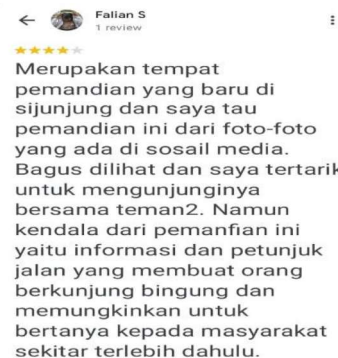 Falian S
1 review
Merupakan tempat
pemandian yang baru di
sijunjung dan saya tau
pemandian ini dari foto-foto
yang ada di sosail media.
Bagus dilihat dan saya tertarik
untuk mengunjunginya
bersama teman2. Namun
kendala dari pemanfian ini
yaitu informasi dan petunjuk
jalan yang membuat orang
berkunjung bingung dan
memungkinkan untuk
bertanya kepada masyarakat
sekitar terlebih dahulu.